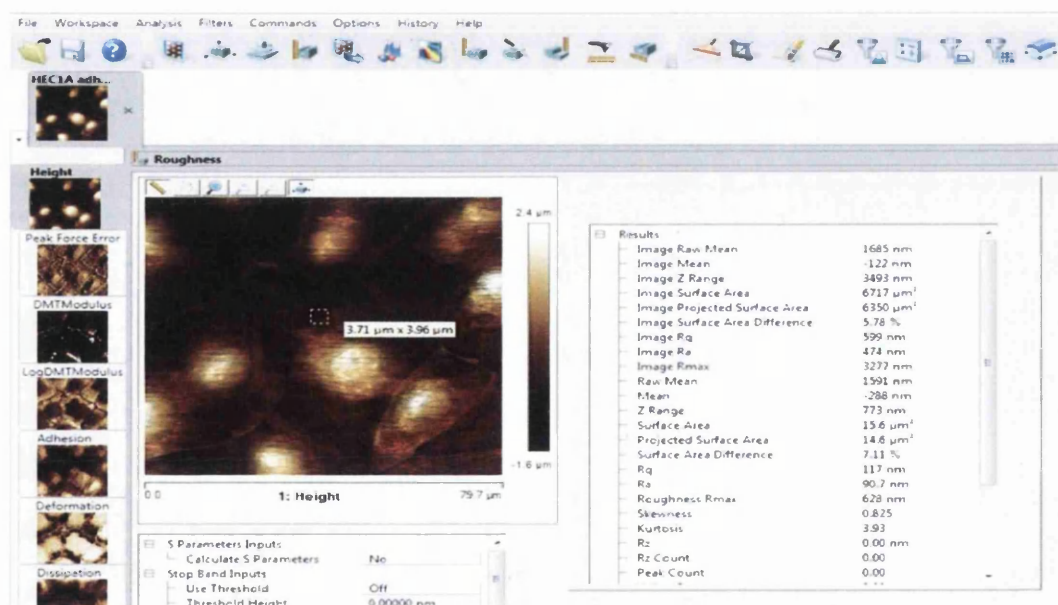 File Workspace Analysis Filters Commands Options History Help
HEC1A adh...
Height
Peak Force Error
DMTModulus
LogDMTModulus
Adhesion
Deformation
Dissipation
Roughness
2.4 µm
3.71 µm x 3.96 µm
-1.6 µm
0.0 1: Height 79.7 µm
S Parameters Inputs
Calculate S Parameters No
Stop Band Inputs
Use Threshold Off
Threshold Height 0.00000 nm
Results
Image Raw Mean 1685 nm
Image Mean -122 nm
Image Z Range 3493 nm
Image Surface Area 6717 µm²
Image Projected Surface Area 6350 µm²
Image Surface Area Difference 5.78 %
Image Rq 599 nm
Image Ra 474 nm
Image Rmax 3277 nm
Raw Mean 1591 nm
Mean -288 nm
Z Range 773 nm
Surface Area 15.6 µm²
Projected Surface Area 14.6 µm²
Surface Area Difference 7.11 %
Rq 117 nm
Ra 90.7 nm
Roughness Rmax 628 nm
Skewness 0.825
Kurtosis 3.93
Rz 0.00 nm
Rz Count 0.00
Peak Count 0.00